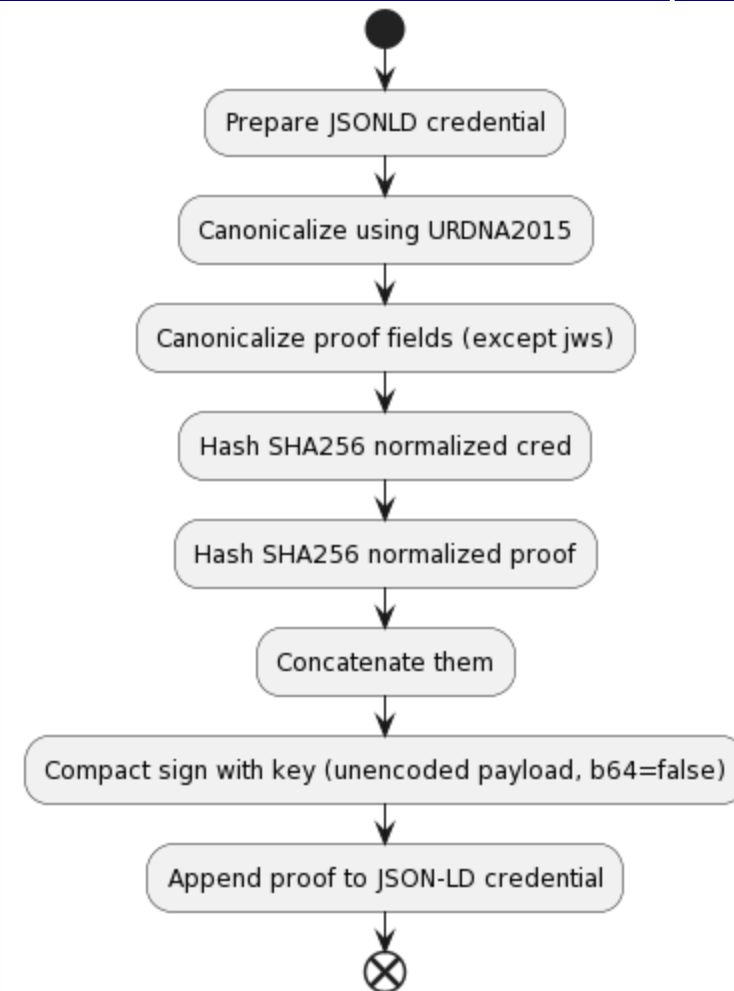 Prepare JSONLD credential
Canonicalize using URDNA2015
Canonicalize proof fields (except jws)
Hash SHA256 normalized cred
Hash SHA256 normalized proof
Concatenate them
Compact sign with key (unencoded payload, b64=false)
Append proof to JSON-LD credential